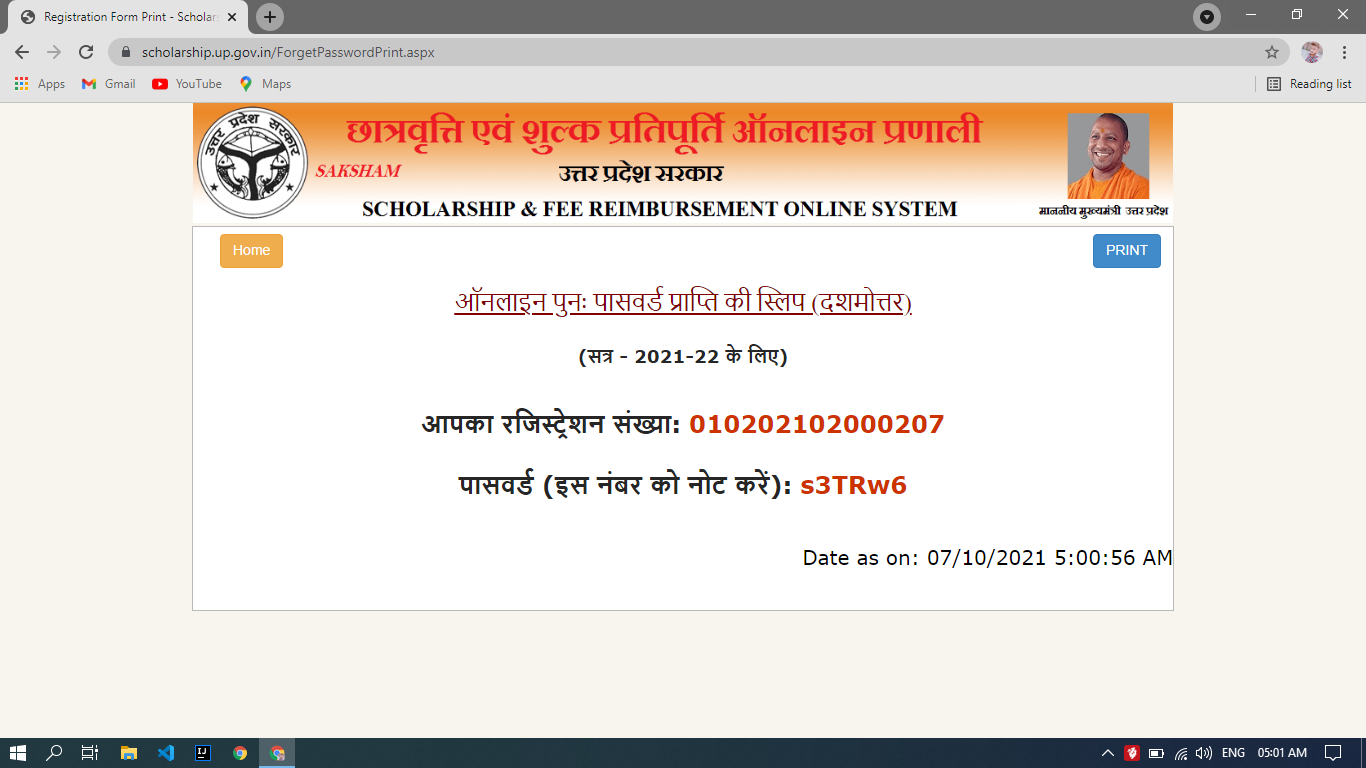 Registration Form Print - Scholar
scholarship.up.gov.in/ForgetPasswordPrint.aspx
Apps Gmail YouTube Maps Reading list
उत्तर प्रदेश सरकार
छात्रवृत्ति एवं शुल्क प्रतिपूर्ति ऑनलाइन प्रणाली
SAKSHAM
उत्तर प्रदेश सरकार
SCHOLARSHIP & FEE REIMBURSEMENT ONLINE SYSTEM
माननीय मुख्यमंत्री उत्तर प्रदेश
Home PRINT
ऑनलाइन पुनः पासवर्ड प्राप्ति की स्लिप (दशमोत्तर)
(सत्र - 2021-22 के लिए)
आपका रजिस्ट्रेशन संख्या: 010202102000207
पासवर्ड (इस नंबर को नोट करें): s3TRw6
Date as on: 07/10/2021 5:00:56 AM
IJ
ENG 05:01 AM